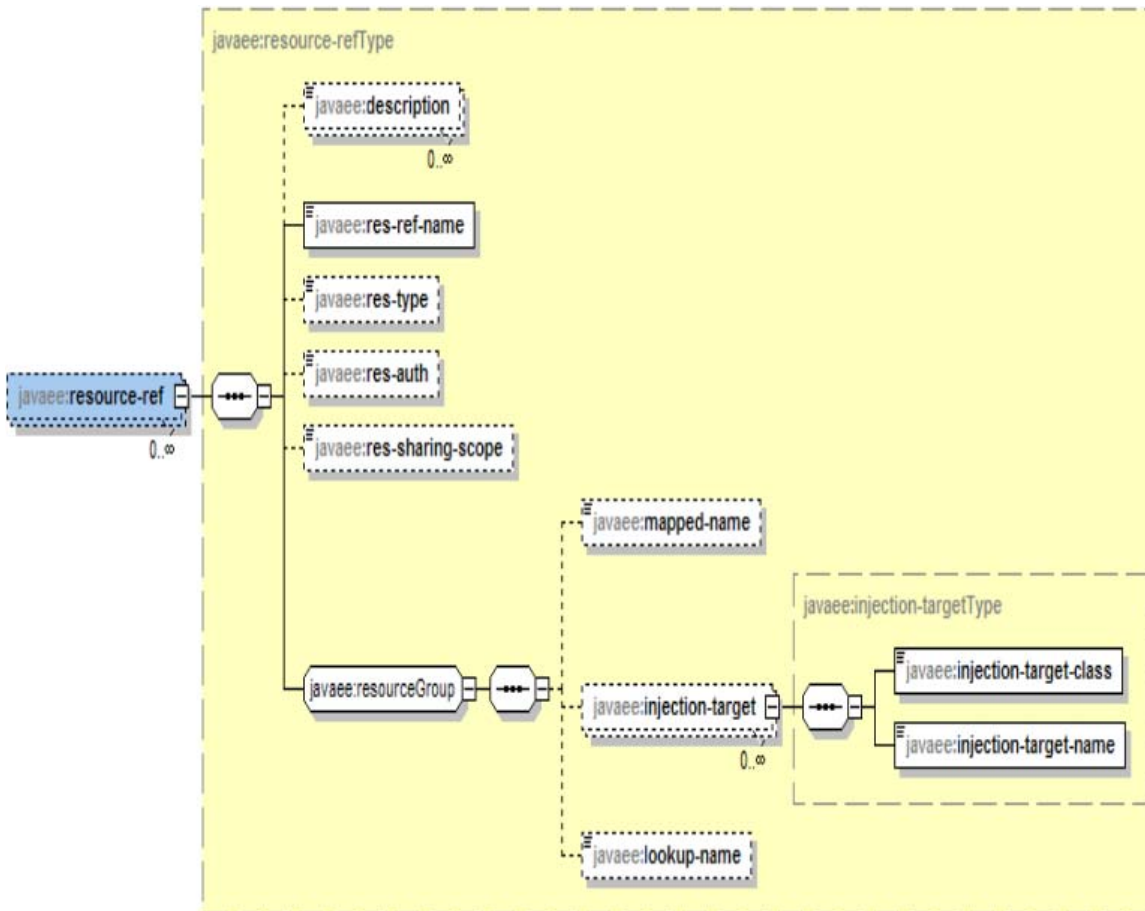 javaee:resource-refType
javaee:description
0..∞
javaee:res-ref-name
javaee:res-type
javaee:res-auth
javaee:resource-ref
0..∞
javaee:res-sharing-scope
javaee:mapped-name
javaee:injection-targetType
javaee:injection-target-class
javaee:resourceGroup
javaee:injection-target
0..∞
javaee:injection-target-name
javaee:lookup-name